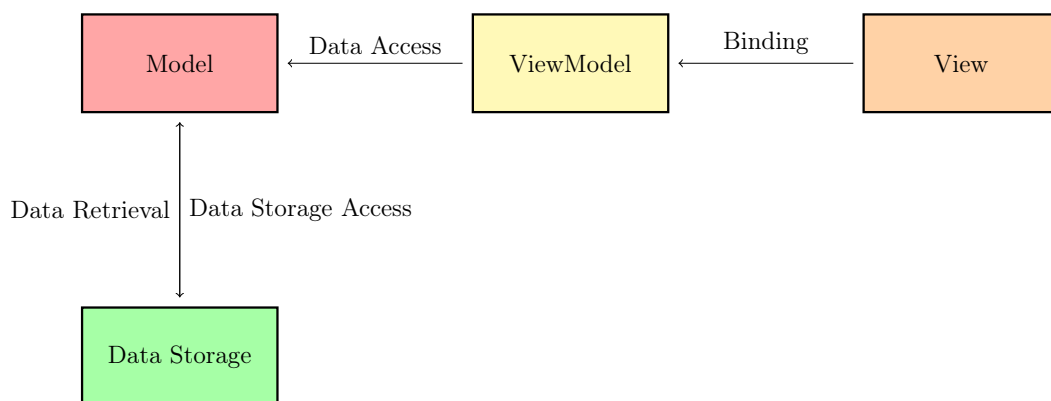 Model
Data Access
ViewModel
Binding
View
Data Retrieval
Data Storage Access
Data Storage